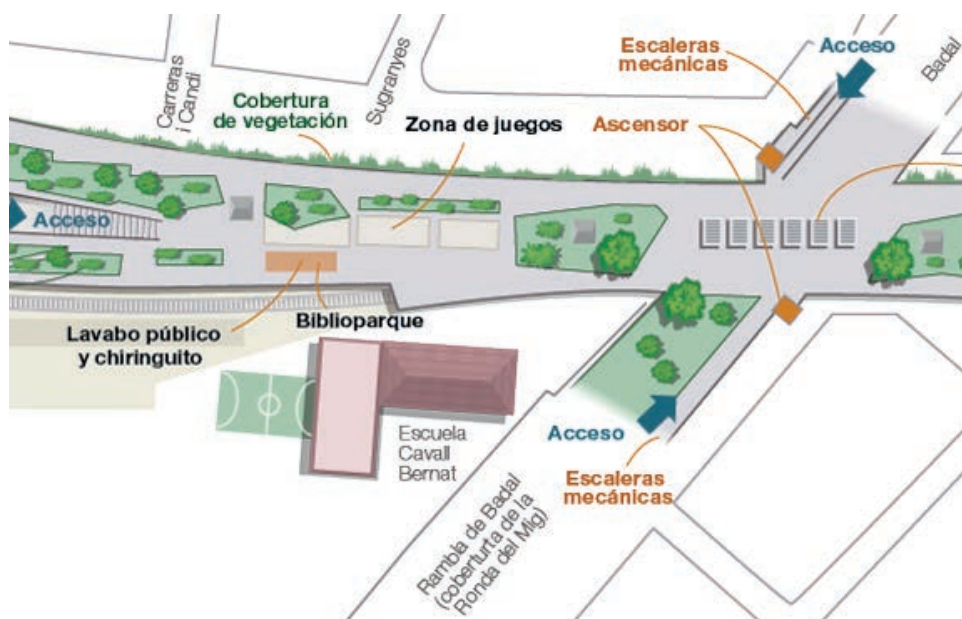 Escaleras
mecánicas
Acceso
Badal
Carreras
i Candi
Sugranyes
Cobertura
de vegetación
Zona de juegos
Ascensor
Acceso
Lavabo público
y chiringuito
Biblioparque
Escuela
Cavall
Bernat
Acceso
Escaleras
mecánicas
Rambla de Badal
(coberturta de la
Ronda del Mig)